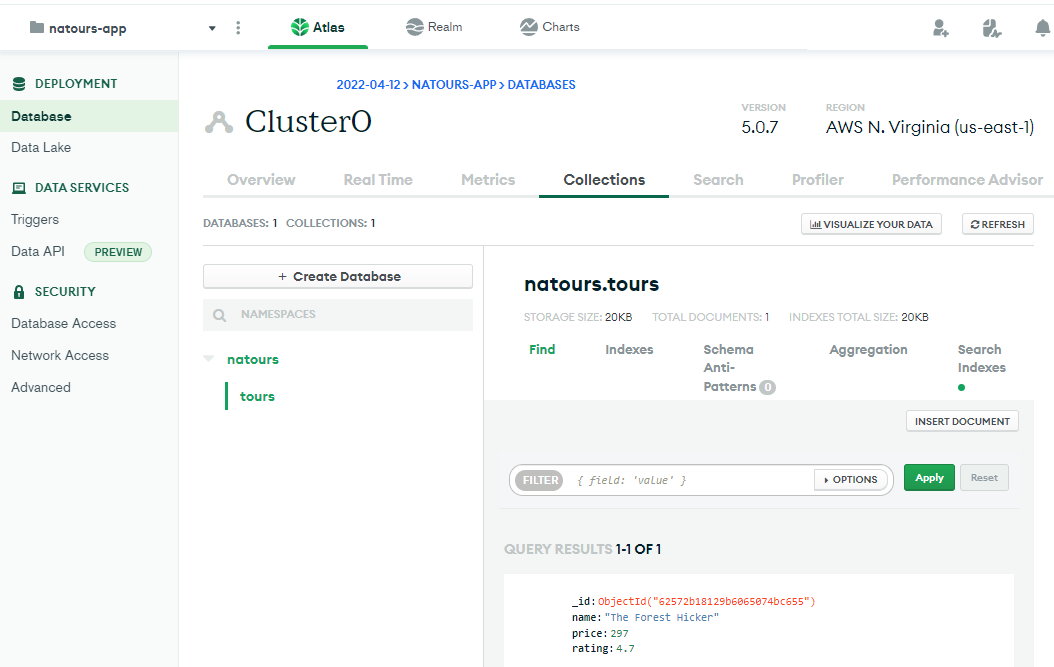 natours-app
Atlas
Realm
Charts
DEPLOYMENT
Database
Data Lake
DATA SERVICES
Triggers
Data API PREVIEW
SECURITY
Database Access
Network Access
Advanced
2022-04-12 > NATOURS-APP > DATABASES
Cluster0
VERSION
5.0.7
REGION
AWS N. Virginia (us-east-1)
Overview Real Time Metrics Collections Search Profiler Performance Advisor
DATABASES: 1 COLLECTIONS: 1
VISUALIZE YOUR DATA
REFRESH
+ Create Database
NAMESPACES
natours
tours
natours.tours
STORAGE SIZE: 20KB TOTAL DOCUMENTS: 1 INDEXES TOTAL SIZE: 20KB
Find
Indexes
Schema
Anti-
Patterns 0
Aggregation
Search
Indexes
INSERT DOCUMENT
FILTER { field: 'value' } OPTIONS Apply Reset
QUERY RESULTS 1-1 OF 1
_id: ObjectId("62572b18129b6065074bc655")
name: "The Forest Hicker"
price: 297
rating: 4.7